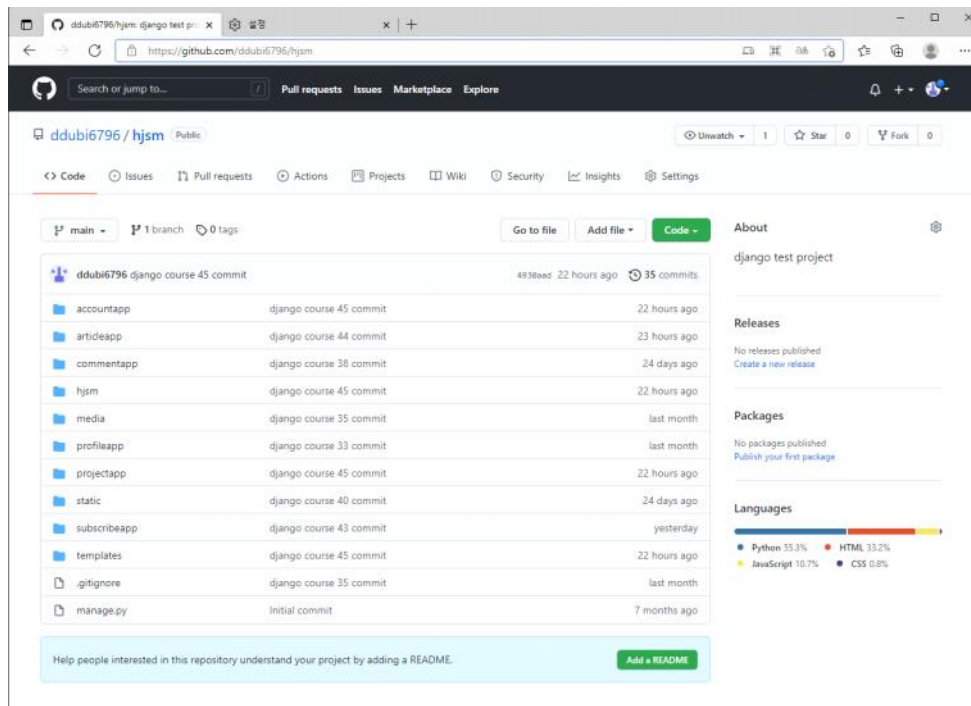 ddubi6796/hjsm: django test pr
설정
https://github.com/ddubi6796/hjsm
Search or jump to... / Pull requests Issues Marketplace Explore
ddubi6796 / hjsm Public Unwatch 1 Star 0 Fork 0
<> Code Issues Pull requests Actions Projects Wiki Security Insights Settings
main 1 branch 0 tags Go to file Add file Code
ddubi6796 django course 45 commit 22 hours ago 35 commits
accountapp django course 45 commit 22 hours ago
articleapp django course 44 commit 23 hours ago
commentapp django course 38 commit 24 days ago
hjsm django course 45 commit 22 hours ago
media django course 35 commit last month
profileapp django course 33 commit last month
projectapp django course 45 commit 22 hours ago
static django course 40 commit 24 days ago
subscribeapp django course 43 commit yesterday
templates django course 45 commit 22 hours ago
.gitignore django course 35 commit last month
manage.py Initial commit 7 months ago
Help people interested in this repository understand your project by adding a README. Add a README
About
django test project
Releases
No releases published
Create a new release
Packages
No packages published
Publish your first package
Languages
Python 55.3% HTML 33.2%
JavaScript 10.7% CSS 0.8%